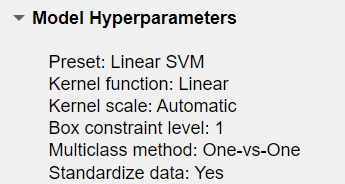 Model Hyperparameters
Preset: Linear SVM
Kernel function: Linear
Kernel scale: Automatic
Box constraint level: 1
Multiclass method: One-vs-One
Standardize data: Yes